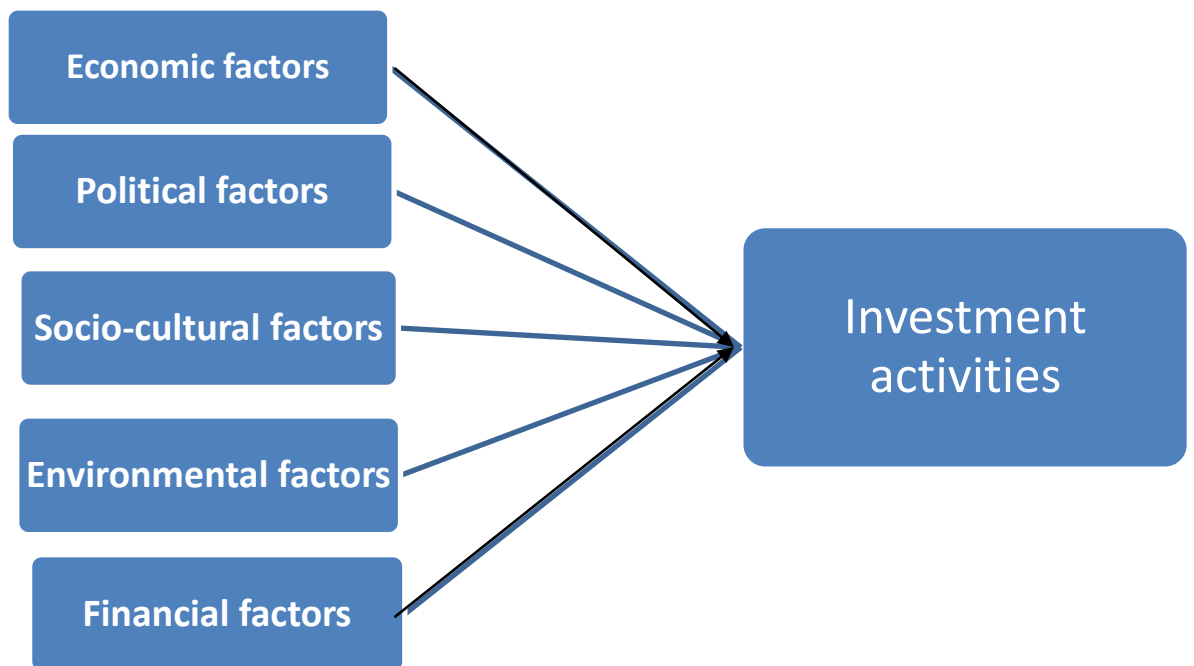 Economic factors
Political factors
Socio-cultural factors
Environmental factors
Financial factors
Investment
activities